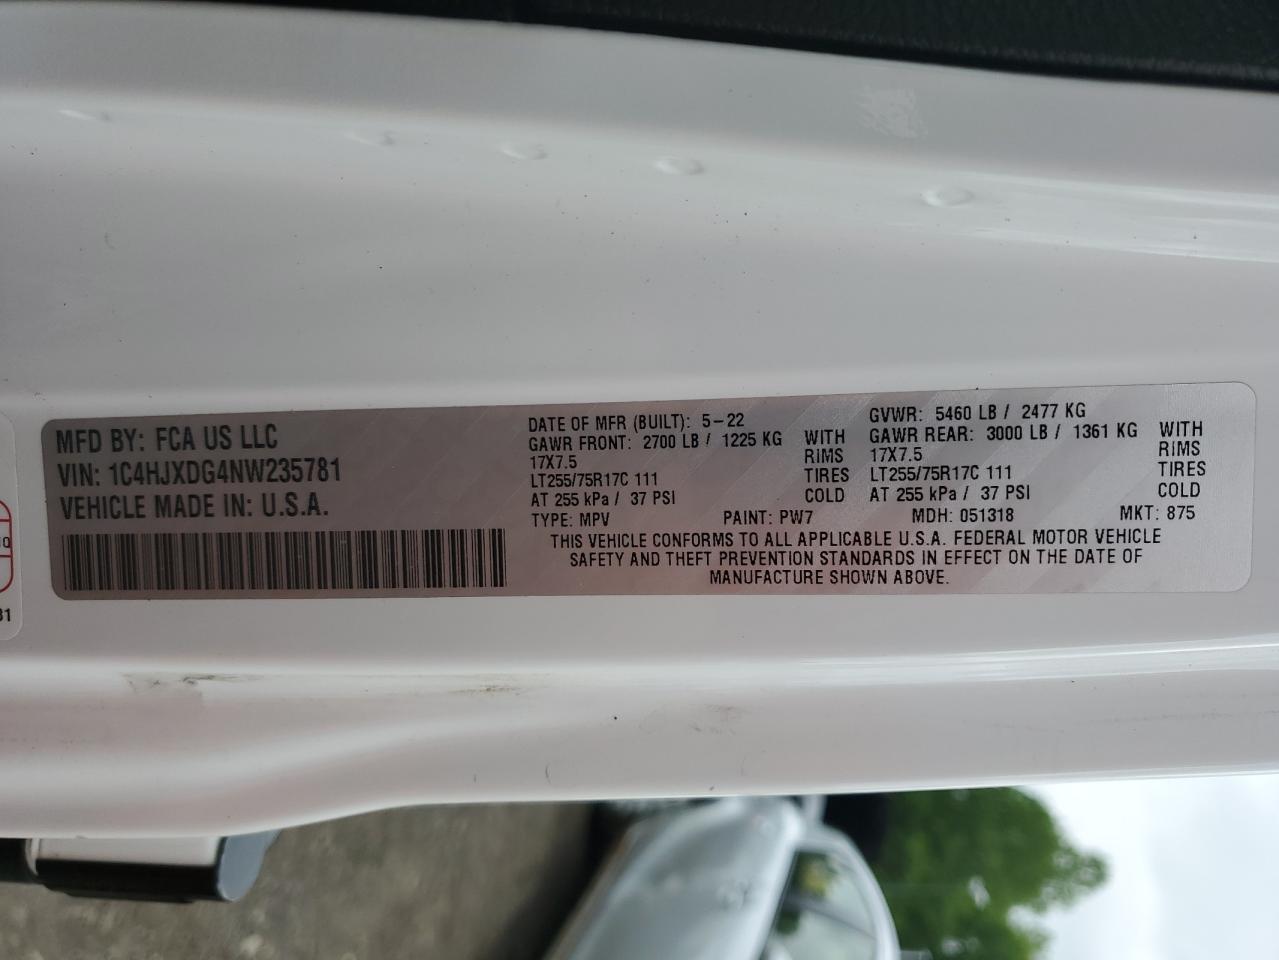 MFD BY: FCA US LLC
VIN: 1C4HJXDG4NW235781
VEHICLE MADE IN: U.S.A.
DATE OF MFR (BUILT): 5-22
GAWR FRONT: 2700 LB / 1225 KG WITH
17X7.5 RIMS
LT255/75R17C 111 TIRES
AT 255 kPa / 37 PSI COLD
GVWR: 5460 LB / 2477 KG
GAWR REAR: 3000 LB / 1361 KG WITH
17X7.5 RIMS
LT255/75R17C 111 TIRES
AT 255 kPa / 37 PSI COLD
TYPE: MPV PAINT: PW7 MDH: 051318 MKT: 875
THIS VEHICLE CONFORMS TO ALL APPLICABLE U.S.A. FEDERAL MOTOR VEHICLE
SAFETY AND THEFT PREVENTION STANDARDS IN EFFECT ON THE DATE OF
MANUFACTURE SHOWN ABOVE.